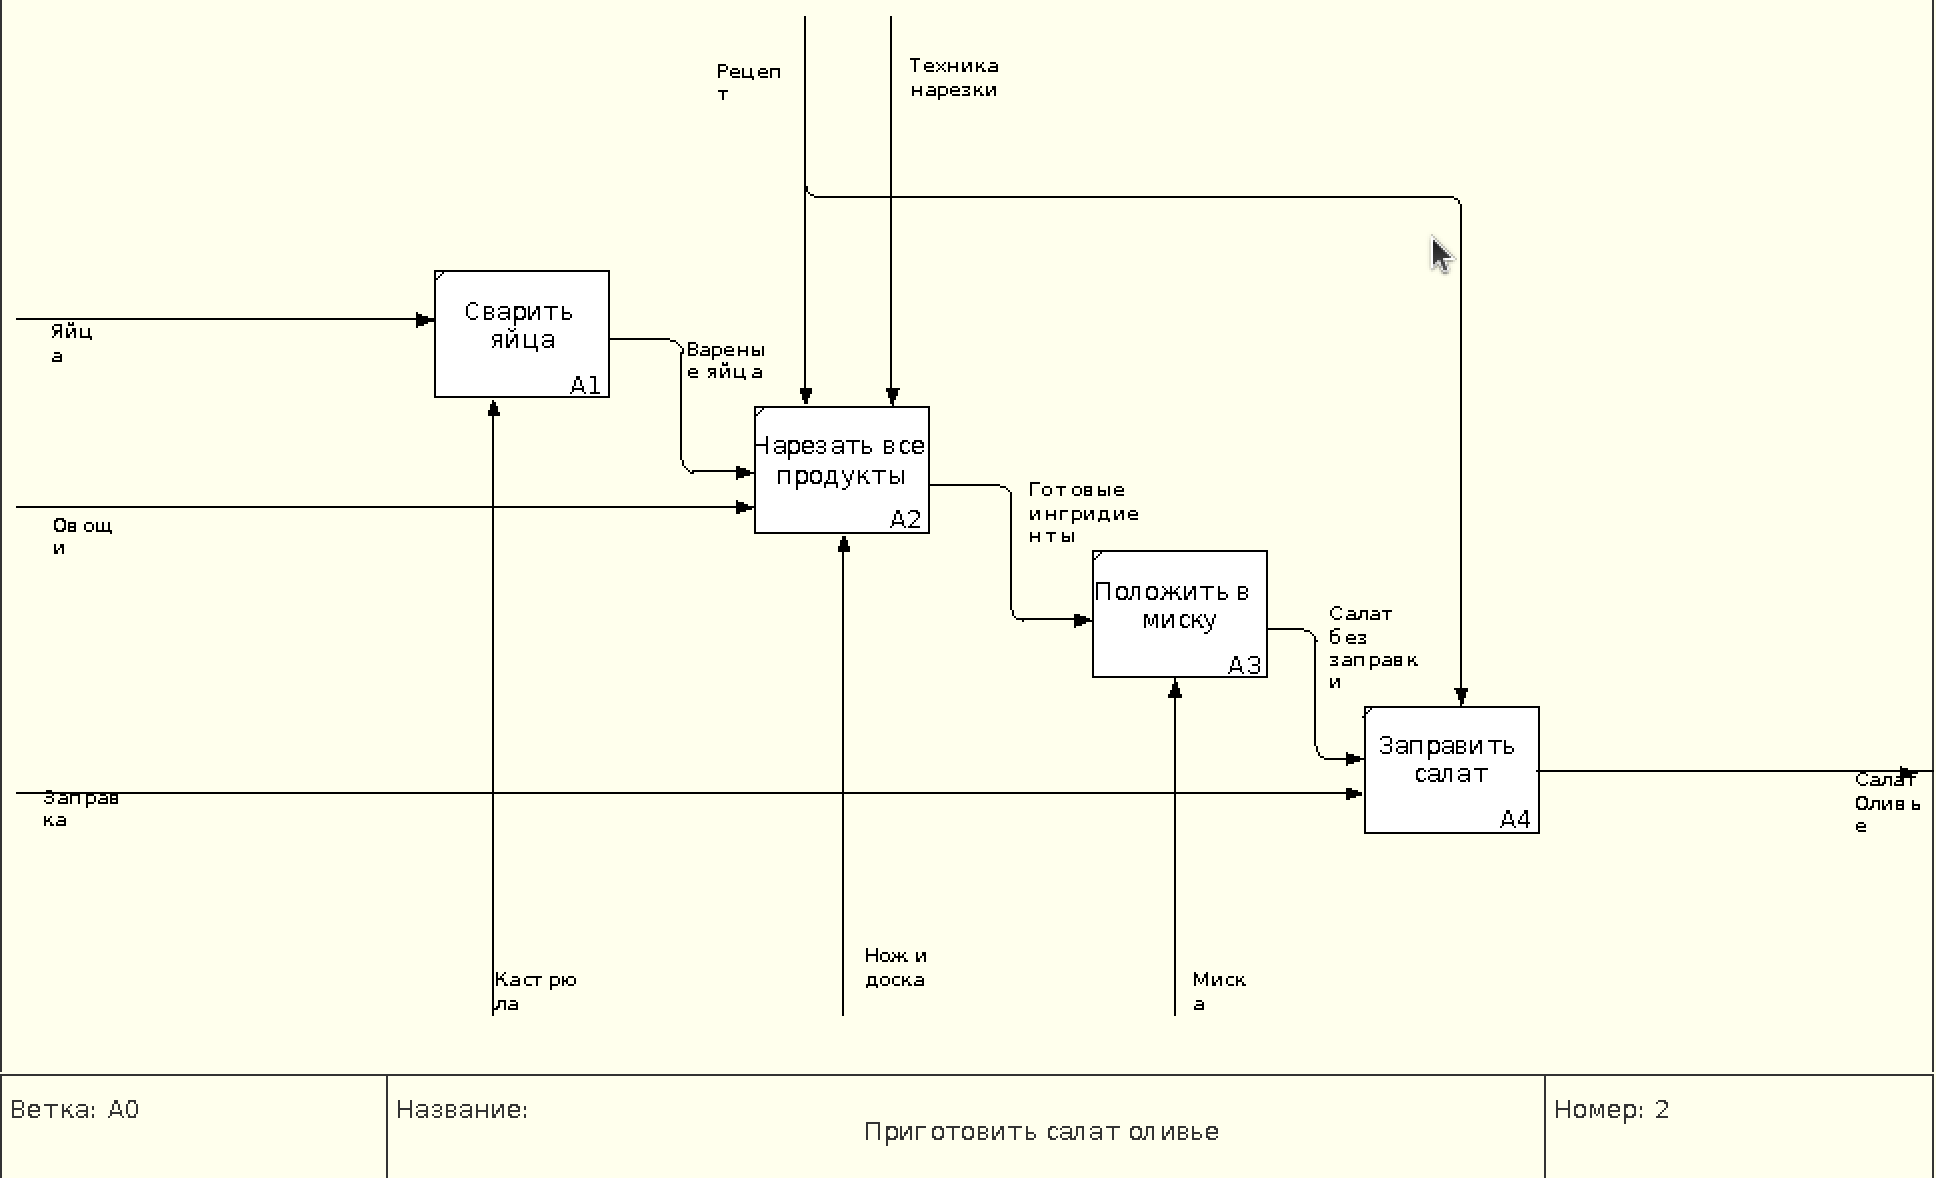 Рецеп
т
Техника
нарезки
Сварить
яйца
A1
Яйц
а
Варены
е яйца
Нарезать все
продукты
A2
Овощ
и
Готовые
ингридие
нты
Положить в
миску
A3
Салат
без
заправк
и
Заправить
салат
A4
Заправ
ка
Салат
Оливь
е
Кастрю
ла
Нож и
доска
Миск
а
Ветка: A0
Название:
Приготовить салат оливье
Номер: 2